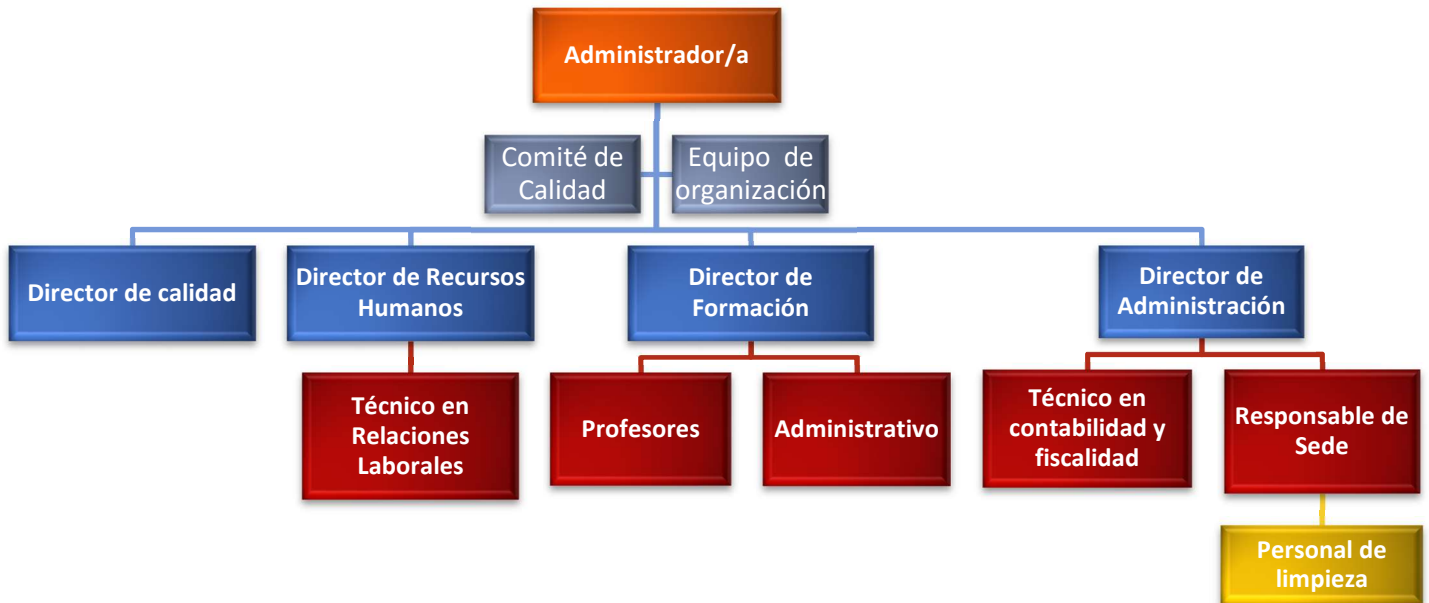 Administrador/a
Comité de
Calidad
Equipo de
organización
Director de calidad
Director de Recursos
Humanos
Director de
Formación
Director de
Administración
Técnico en
Relaciones
Laborales
Profesores
Administrativo
Técnico en
contabilidad y
fiscalidad
Responsable de
Sede
Personal de
limpieza